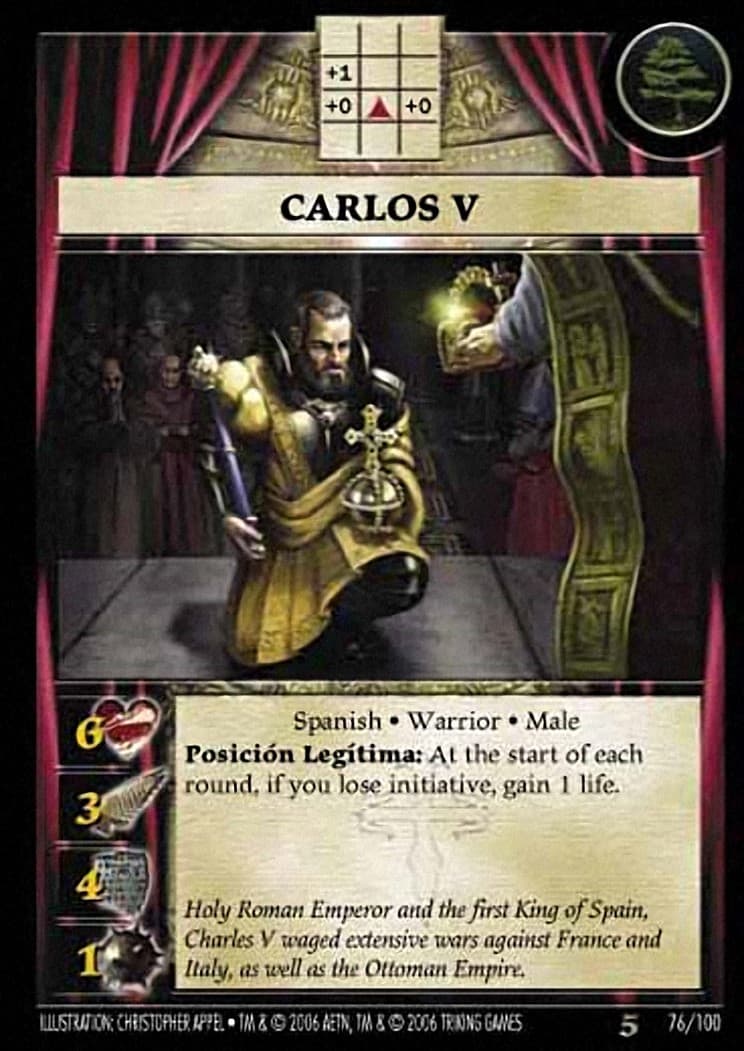 +1
+0 +0
CARLOS V
6
3
4
1
Spanish • Warrior • Male
Posición Legítima: At the start of each
round, if you lose initiative, gain 1 life.
Holy Roman Emperor and the first King of Spain,
Charles V waged extensive wars against France and
Italy, as well as the Ottoman Empire.
ILLUSTRATION: CHRISTOPHER APPEL • TM & © 2006 AETN, TM & © 2006 TRIKING GAMES 5 76/100